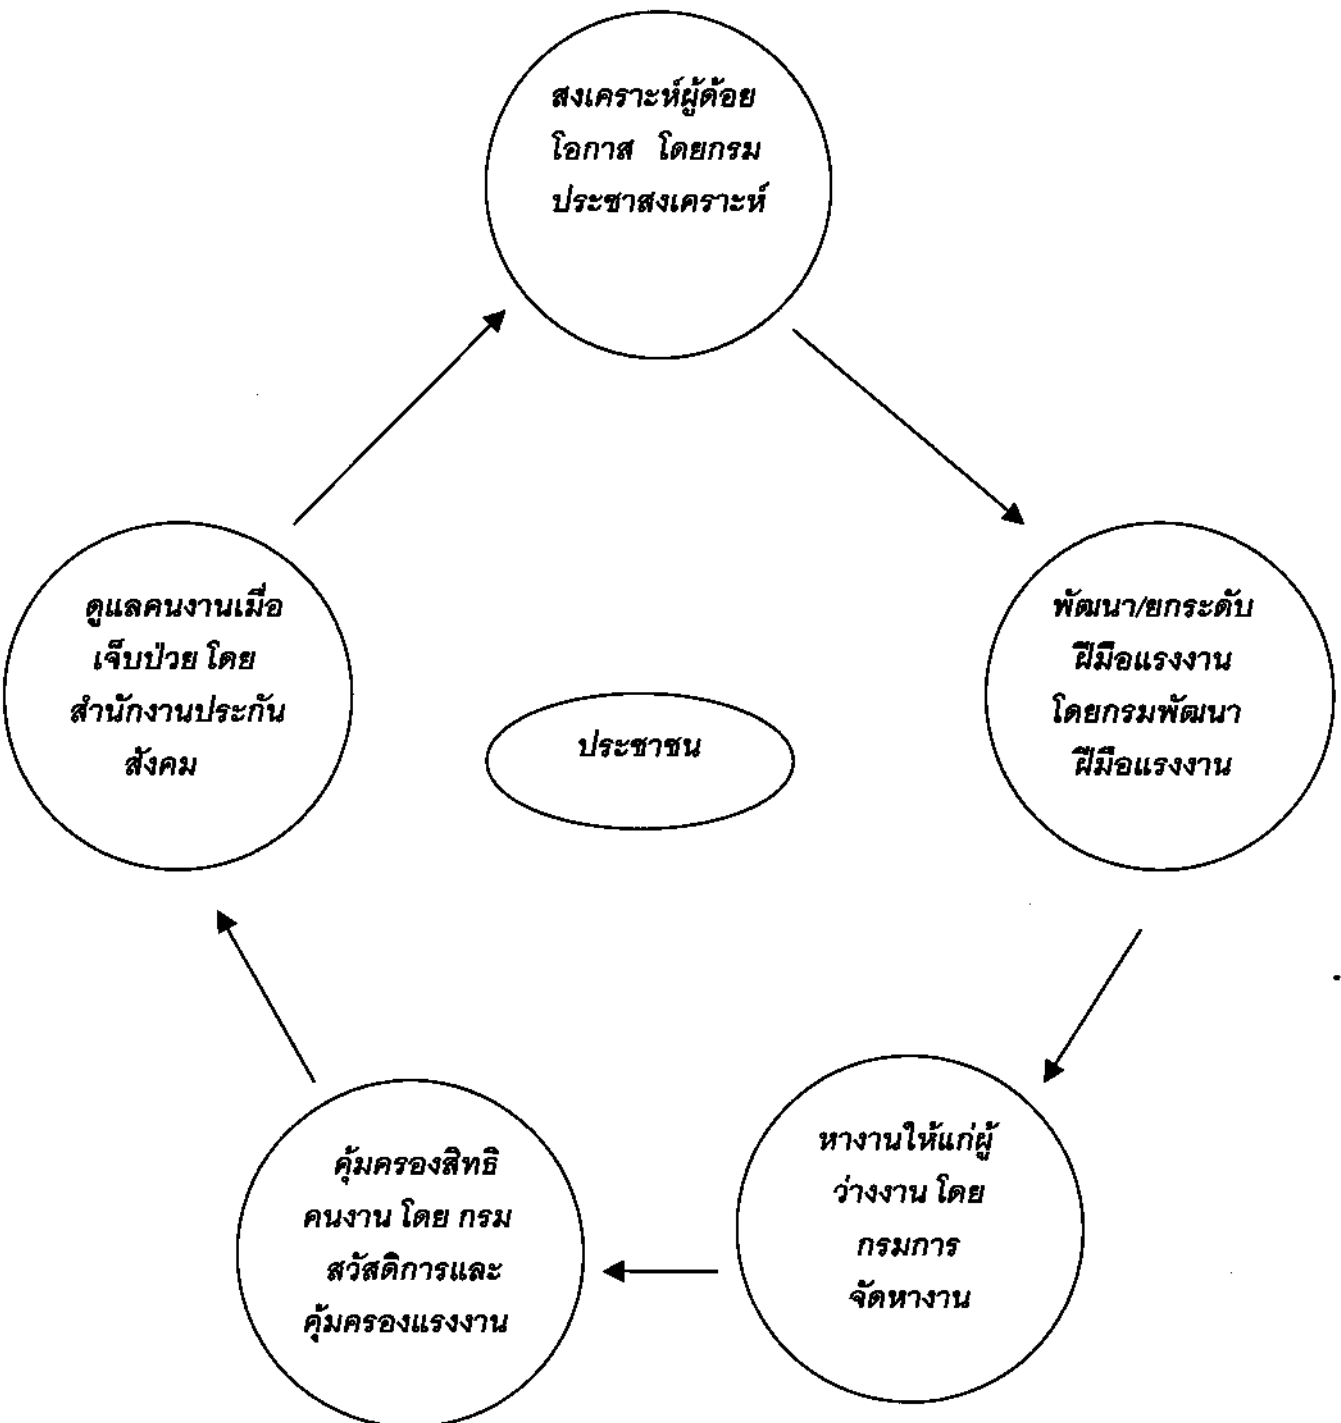 สงเคราะห์ผู้ด้อย
โอกาส โดยกรม
ประชาสงเคราะห์
พัฒนา/ยกระดับ
ฝีมือแรงงาน
โดยกรมพัฒนา
ฝีมือแรงงาน
หางานให้แก่ผู้
ว่างงาน โดย
กรมการ
จัดหางาน
คุ้มครองสิทธิ
คนงาน โดย กรม
สวัสดิการและ
คุ้มครองแรงงาน
ดูแลคนงานเมื่อ
เจ็บป่วย โดย
สำนักงานประกัน
สังคม
ประชาชน